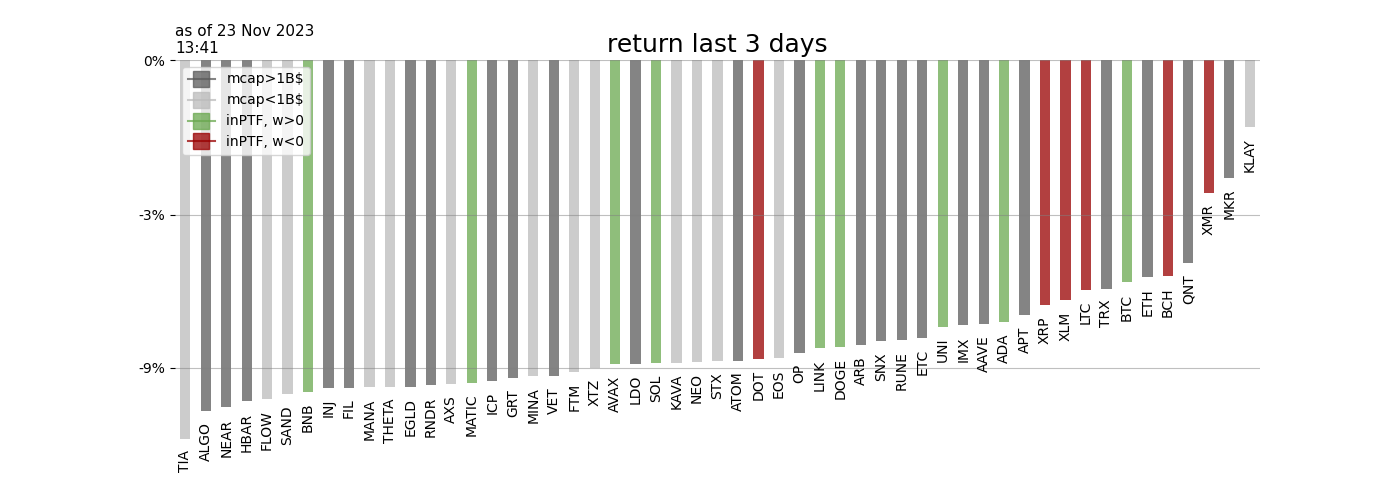 as of 23 Nov 2023
13:41
return last 3 days
0%
-3%
-9%
mcap>1B$
mcap<1B$
inPTF, w>0
inPTF, w<0
TIA
ALGO
NEAR
HBAR
FLOW
SAND
BNB
INJ
FIL
MANA
THETA
EGLD
RNDR
AXS
MATIC
ICP
GRT
MINA
VET
FTM
XTZ
AVAX
LDO
SOL
KAVA
NEO
STX
ATOM
DOT
EOS
OP
LINK
DOGE
ARB
SNX
RUNE
ETC
UNI
IMX
AAVE
ADA
APT
XRP
XLM
LTC
TRX
BTC
ETH
BCH
QNT
XMR
MKR
KLAY